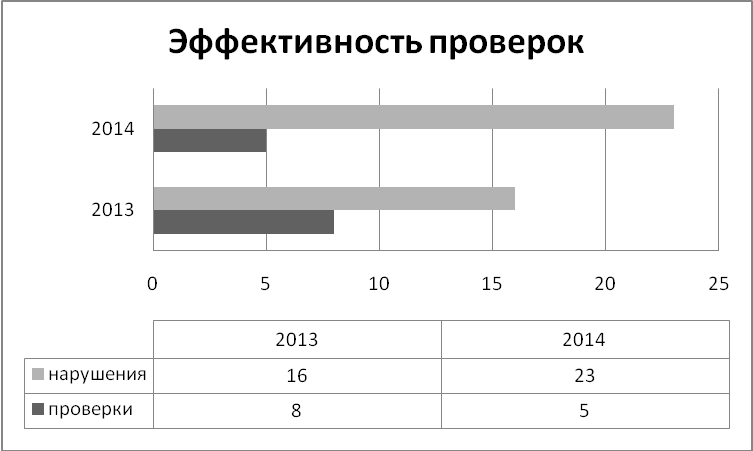 Эффективность проверок
2014
2013
0 5 10 15 20 25
2013 2014
нарушения 16 23
проверки 8 5